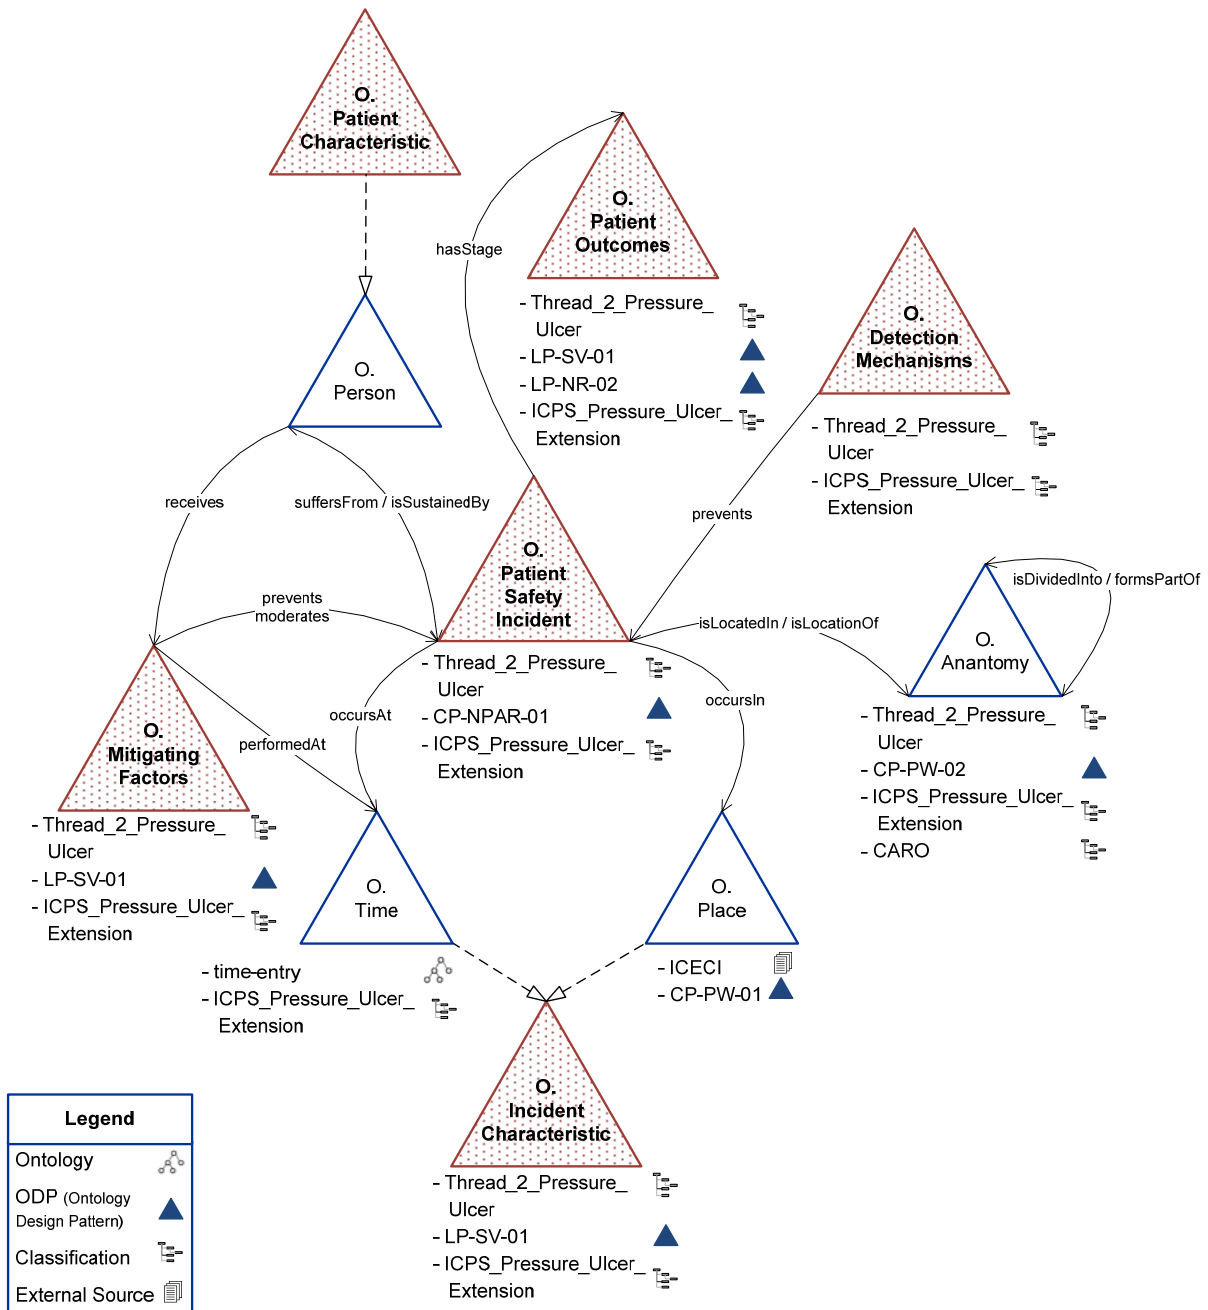 O.
Patient
Characteristic
O.
Patient
Outcomes
hasStage
- Thread_2_Pressure_
Ulcer
- LP-SV-01
- LP-NR-02
- ICPS_Pressure_Ulcer_
Extension
O.
Detection
Mechanisms
- Thread_2_Pressure_
Ulcer
- ICPS_Pressure_Ulcer_
Extension
O.
Person
receives
suffersFrom / isSustainedBy
prevents
prevents
moderates
O.
Patient
Safety
Incident
- Thread_2_Pressure_
Ulcer
- CP-NPAR-01
- ICPS_Pressure_Ulcer_
Extension
isLocatedIn / isLocationOf
isDividedInto / formsPartOf
O.
Anantomy
- Thread_2_Pressure_
Ulcer
- CP-PW-02
- ICPS_Pressure_Ulcer_
Extension
- CARO
O.
Mitigating
Factors
- Thread_2_Pressure_
Ulcer
- LP-SV-01
- ICPS_Pressure_Ulcer_
Extension
performedAt
occursAt
occursIn
O.
Time
- time-entry
- ICPS_Pressure_Ulcer_
Extension
O.
Place
- ICECI
- CP-PW-01
O.
Incident
Characteristic
- Thread_2_Pressure_
Ulcer
- LP-SV-01
- ICPS_Pressure_Ulcer_
Extension
Legend
Ontology
ODP (Ontology
Design Pattern)
Classification
External Source